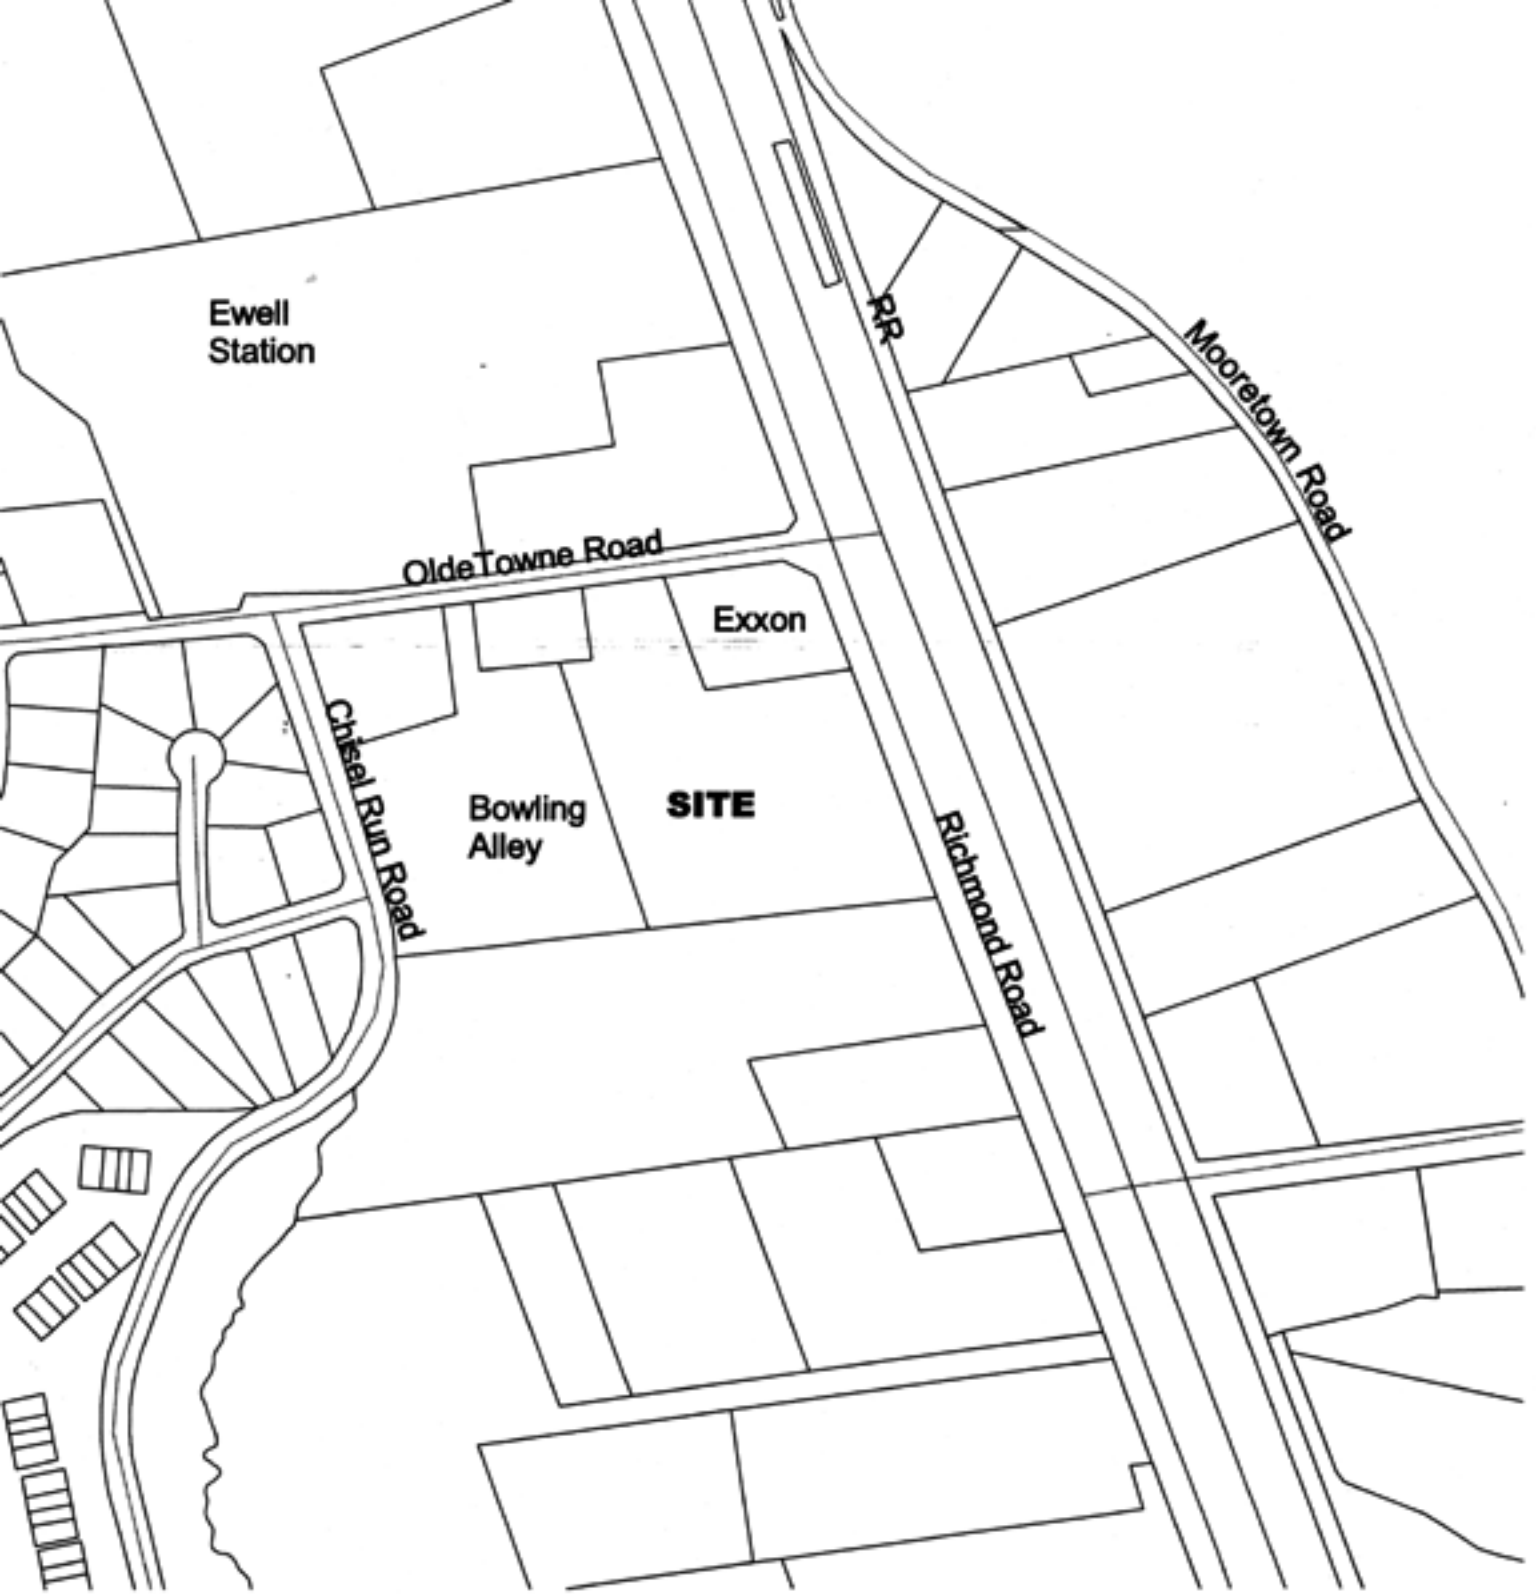 Ewell
Station
RR
Mooretown Road
OldeTowne Road
Exxon
Chisel Run Road
Bowling
Alley
SITE
Richmond Road